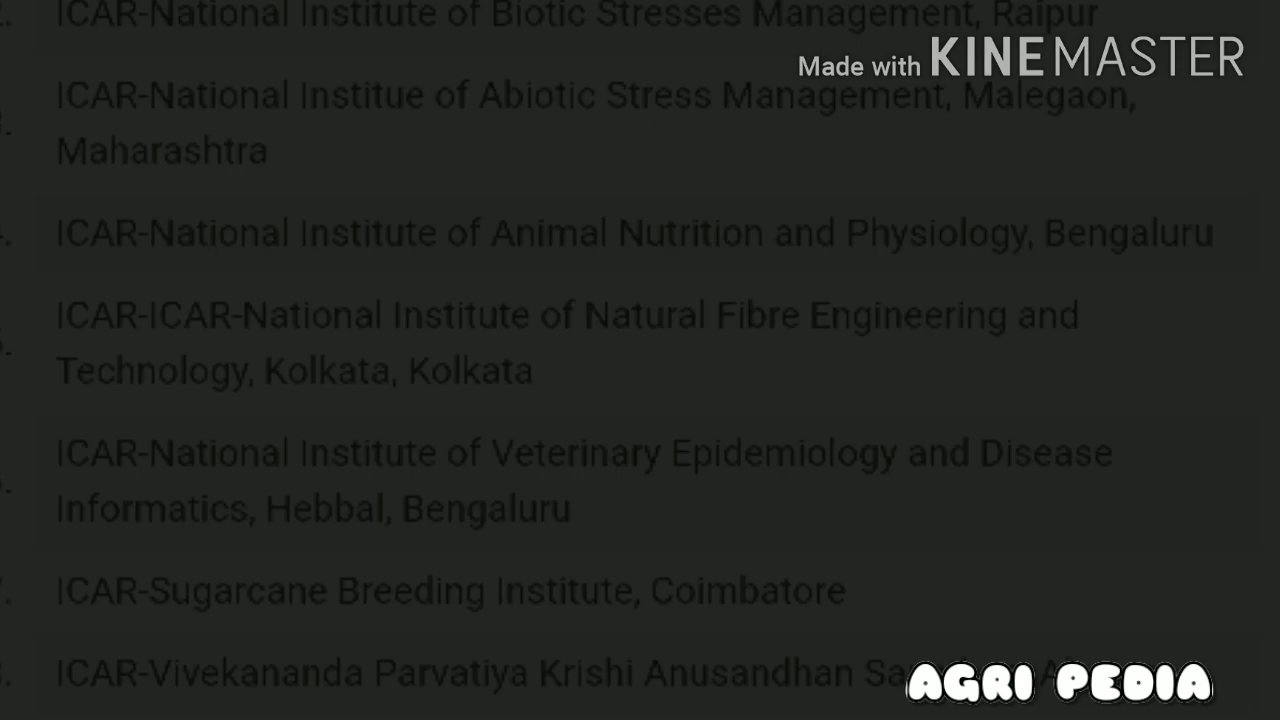 ICAR-National Institute of Biotic Stresses Management, Raipur
Made with KINEMASTER
ICAR-National Institue of Abiotic Stress Management, Malegaon,
Maharashtra
ICAR-National Institute of Animal Nutrition and Physiology, Bengaluru
ICAR-ICAR-National Institute of Natural Fibre Engineering and
Technology, Kolkata, Kolkata
ICAR-National Institute of Veterinary Epidemiology and Disease
Informatics, Hebbal, Bengaluru
ICAR-Sugarcane Breeding Institute, Coimbatore
ICAR-Vivekananda Parvatiya Krishi Anusandhan
AGRI PEDIA